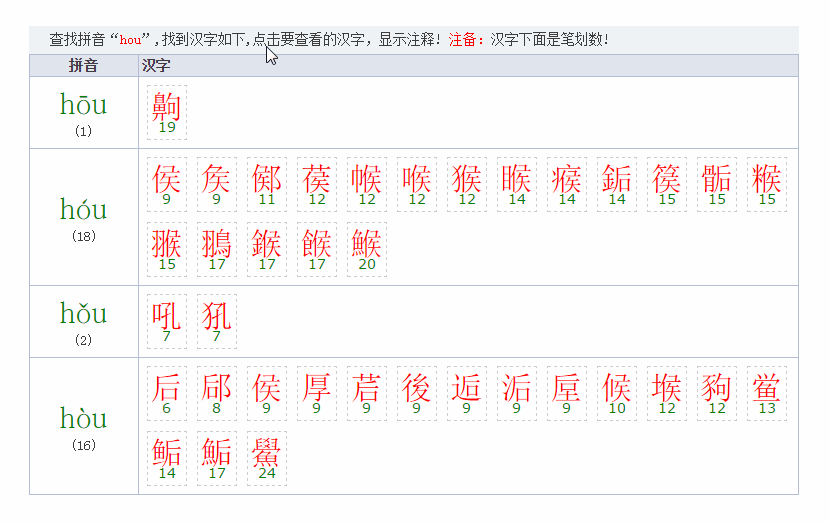 查找拼音“hou”,找到汉字如下,点击要查看的汉字，显示注释! 注备：汉字下面是笔划数!
拼音 汉字
hōu
(1)
齁
19
hóu
(18)
侯 矦 鄇 葔 帿 喉 猴 睺 瘊 銗 篌 骺 糇
9 9 11 12 12 12 12 14 14 14 15 15 15
翭 翵 鍭 餱 鯸
15 17 17 17 20
hǒu
(2)
吼 犼
7 7
hòu
(16)
后 郈 侯 厚 茩 後 逅 洉 垕 候 堠 豿 鲎
6 8 9 9 9 9 9 9 9 10 12 12 13
鲘 鮜 鱟
14 17 24